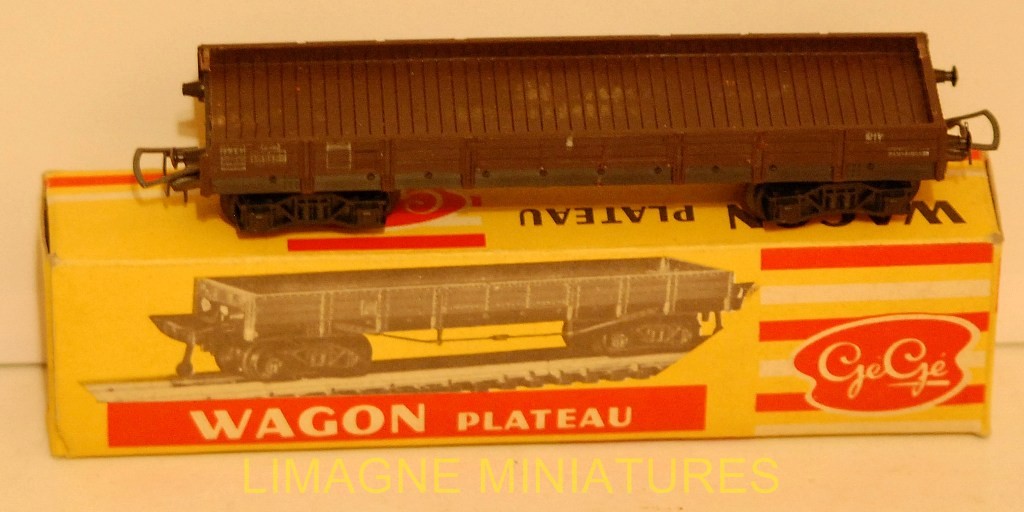 WAGON PLATEAU
WAGON PLATEAU
GéGé
LIMAGNE MINIATURES